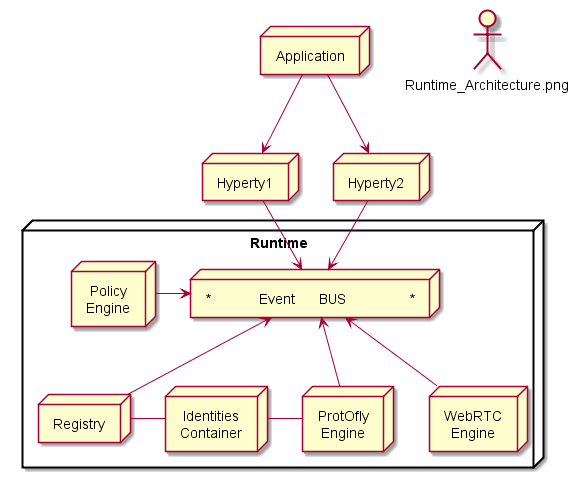 Application
Runtime_Architecture.png
Hyperty1
Hyperty2
Runtime
Policy
Engine
* Event BUS *
Registry
Identities
Container
ProtOfly
Engine
WebRTC
Engine